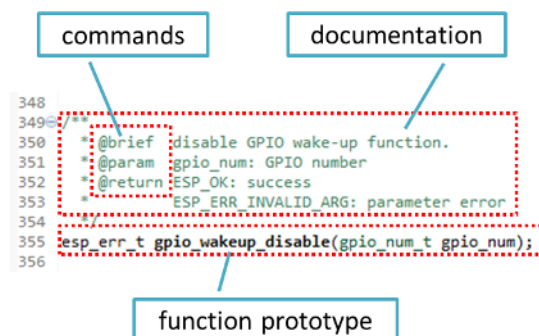 commands
documentation
348
349 /**
350 * @brief disable GPIO wake-up function.
351 * @param gpio_num: GPIO number
352 * @return ESP_OK: success
353 * ESP_ERR_INVALID_ARG: parameter error
354 */
355 esp_err_t gpio_wakeup_disable(gpio_num_t gpio_num);
356
function prototype